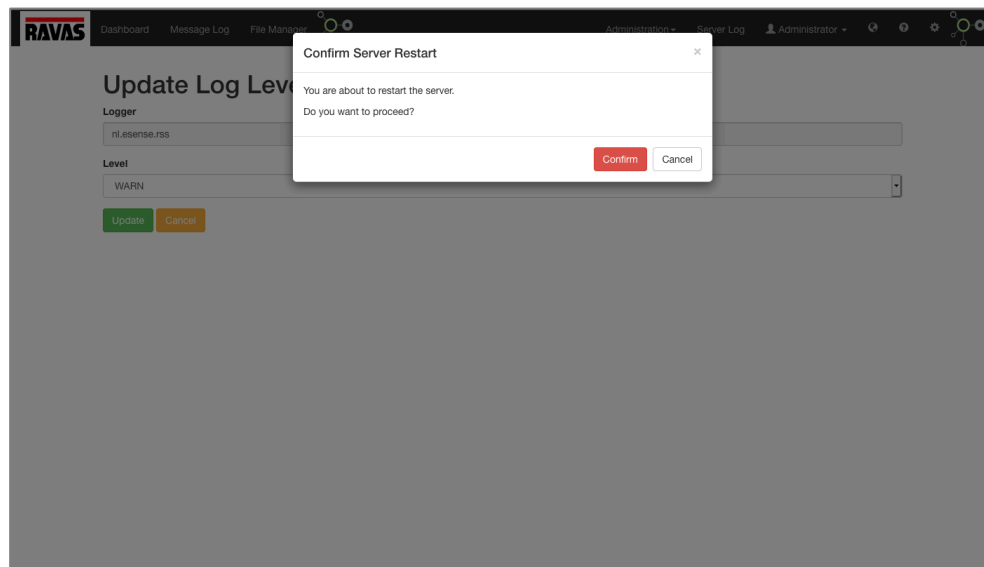 RAVAS
Dashboard Message Log File Manager Administration Server Log Administrator
Confirm Server Restart ×
You are about to restart the server.
Do you want to proceed?
Confirm Cancel
Update Log Leve
Logger
nl.esense.rss
Level
WARN
Update Cancel